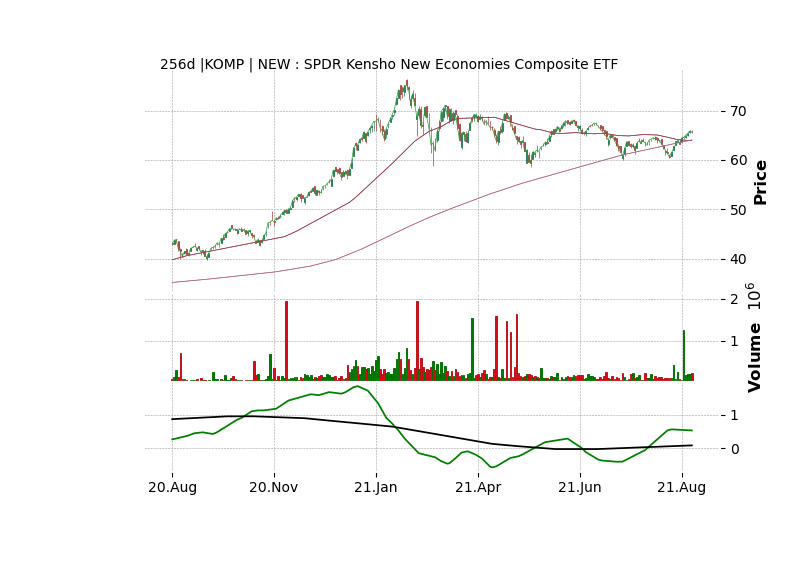 256d |KOMP | NEW : SPDR Kensho New Economies Composite ETF
70
60
50
40
Price
2
1
Volume 10^6
1
0
20.Aug 20.Nov 21.Jan 21.Apr 21.Jun 21.Aug